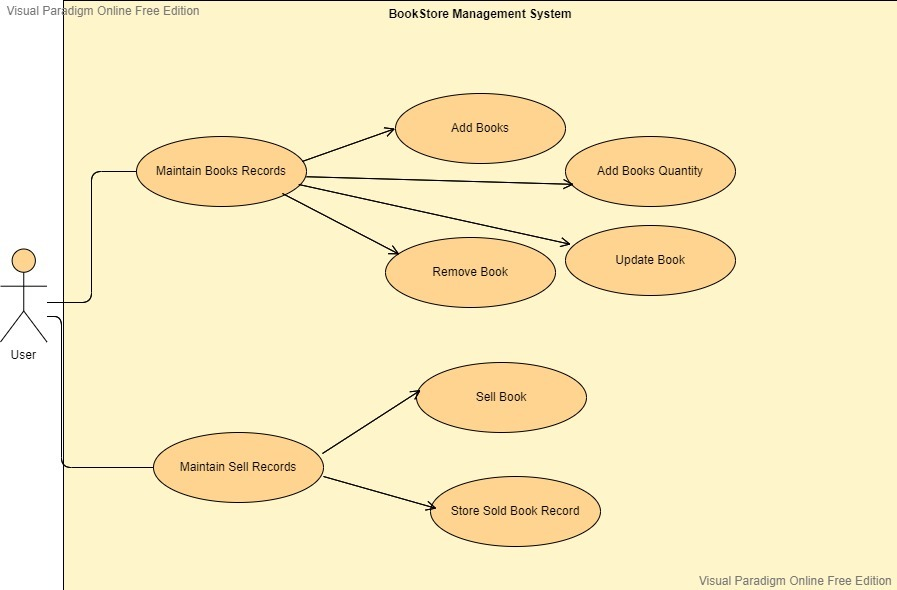 Visual Paradigm Online Free Edition
BookStore Management System
Add Books
Maintain Books Records
Add Books Quantity
Update Book
Remove Book
User
Sell Book
Maintain Sell Records
Store Sold Book Record
Visual Paradigm Online Free Edition